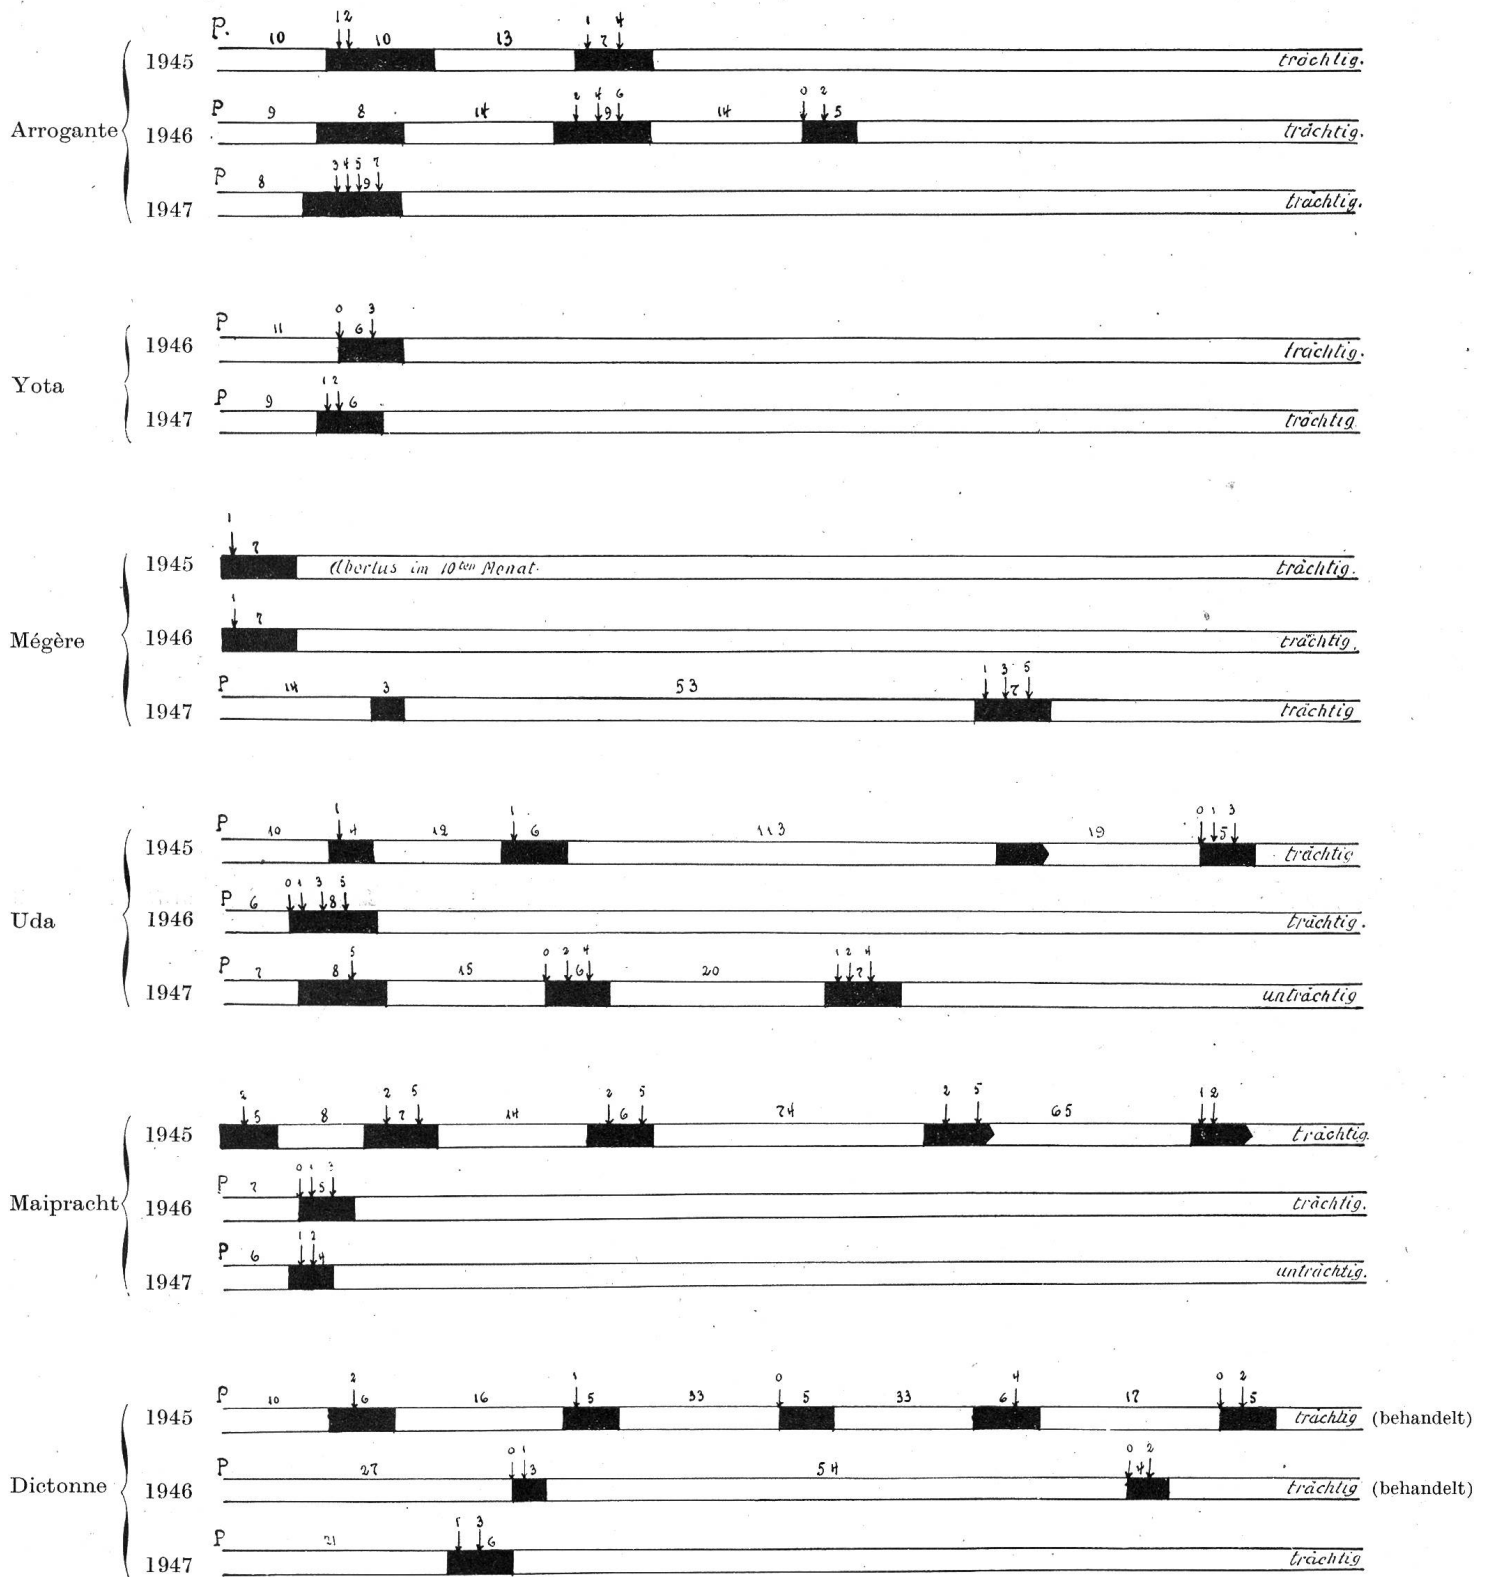 P. 10 1 2 10 13 1 7 4
1945 trächtig.
P 9 8 14 2 4 9 6 14 0 2 5
Arrogante 1946 trächtig.
P 8 3 4 5 9 7
1947 trächtig.
P 11 0 6 3
1946 trächtig.
Yota
P 9 1 2 6
1947 trächtig
1 7
1945 Abortus im 10ten Monat. trächtig.
1 7
Mégère 1946 trächtig.
P 14 3 53 1 3 7 5
1947 trächtig
P 10 1 4 12 1 6 113 19 0 1 5 3
1945 trächtig
P 6 0 1 3 8 5
Uda 1946 trächtig.
P 7 8 5 15 0 2 6 4 20 1 2 7 4
1947 unträchtig
2 5 8 2 7 5 14 2 6 5 74 2 5 65 1 2
1945 trächtig.
P 7 0 1 5 3
Maipracht 1946 trächtig.
P 6 1 2 4
1947 unträchtig.
P 10 2 6 16 1 5 33 0 5 33 6 4 17 0 2 5
1945 trächtig (behandelt)
P 27 0 1 3 54 0 4 2
Dictonne 1946 trächtig (behandelt)
P 21 1 3 6
1947 trächtig